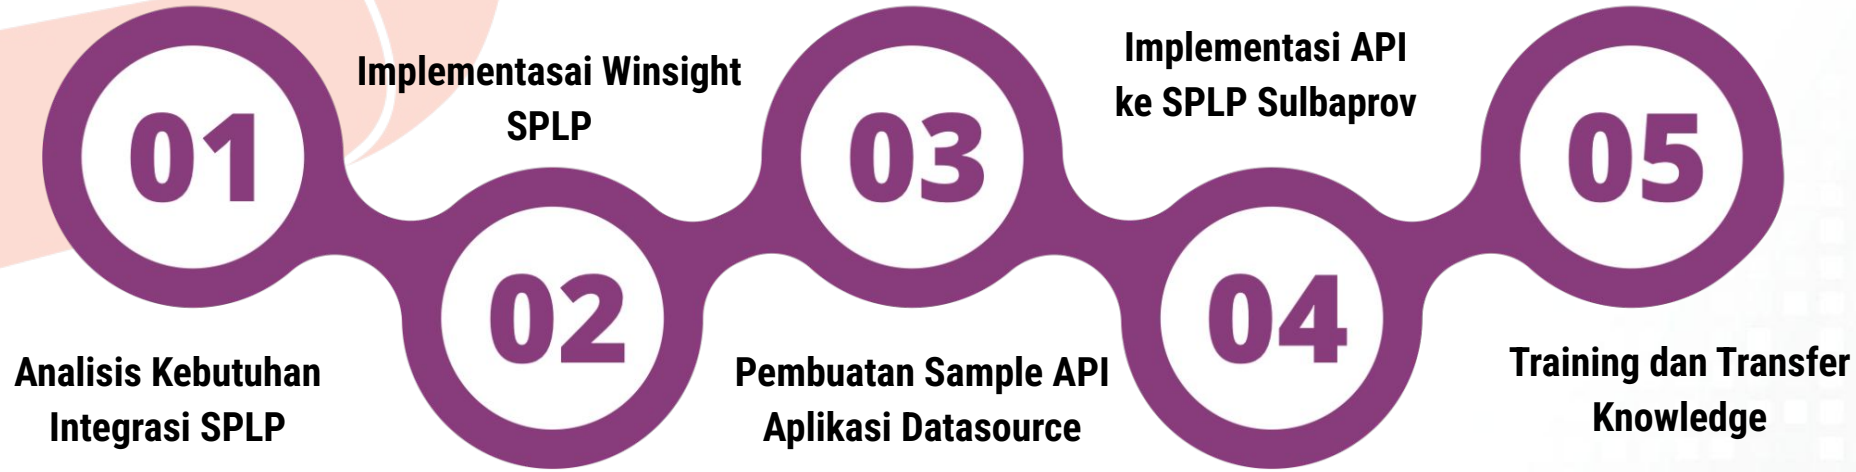 01
Analisis Kebutuhan
Integrasi SPLP
Implementasai Winsight
SPLP
02
03
Pembuatan Sample API
Aplikasi Datasource
Implementasi API
ke SPLP Sulbaprov
04
05
Training dan Transfer
Knowledge